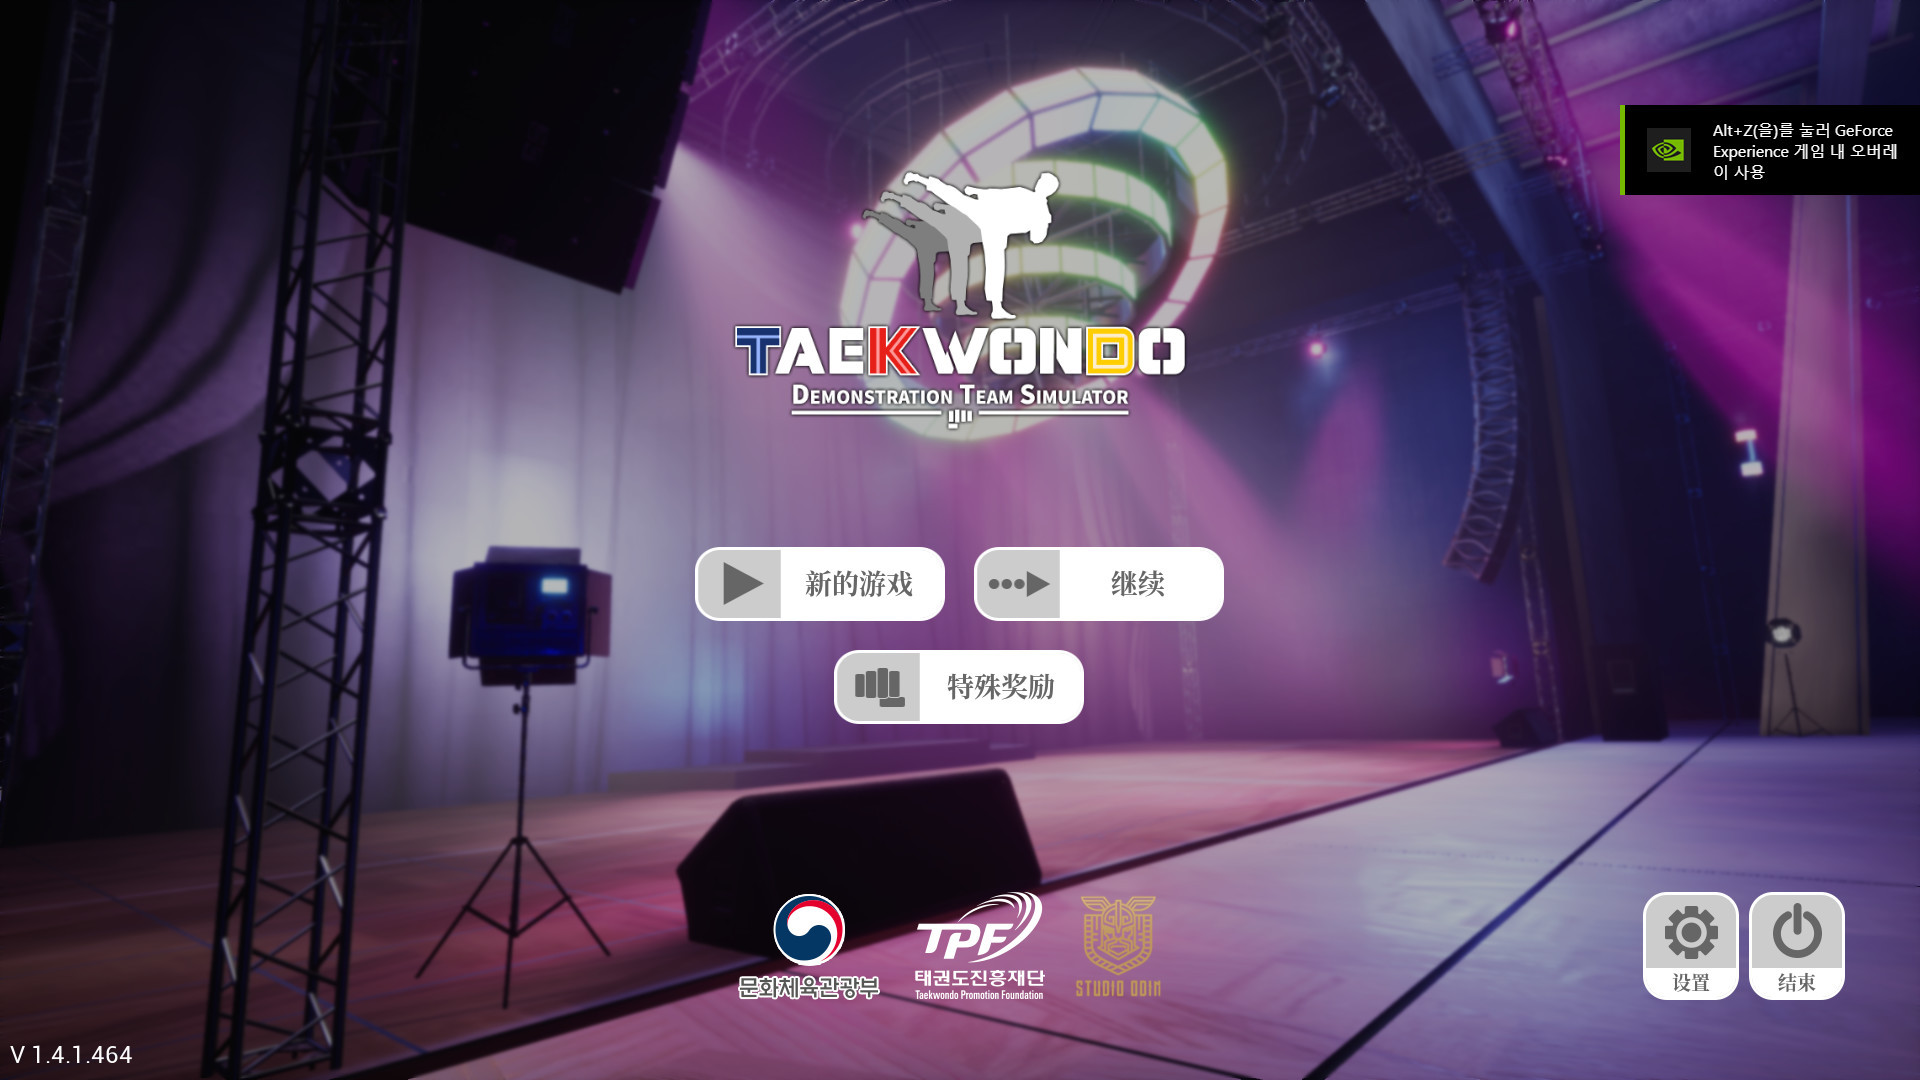 Alt+Z(을)를 눌러 GeForce
Experience 게임 내 오버레
이 사용
TAEKWONDO
DEMONSTRATION TEAM SIMULATOR
新的游戏
继续
特殊奖励
문화체육관광부
TPF
태권도진흥재단
Taekwondo Promotion Foundation
STUDIO ODIN
设置
结束
V 1.4.1.464